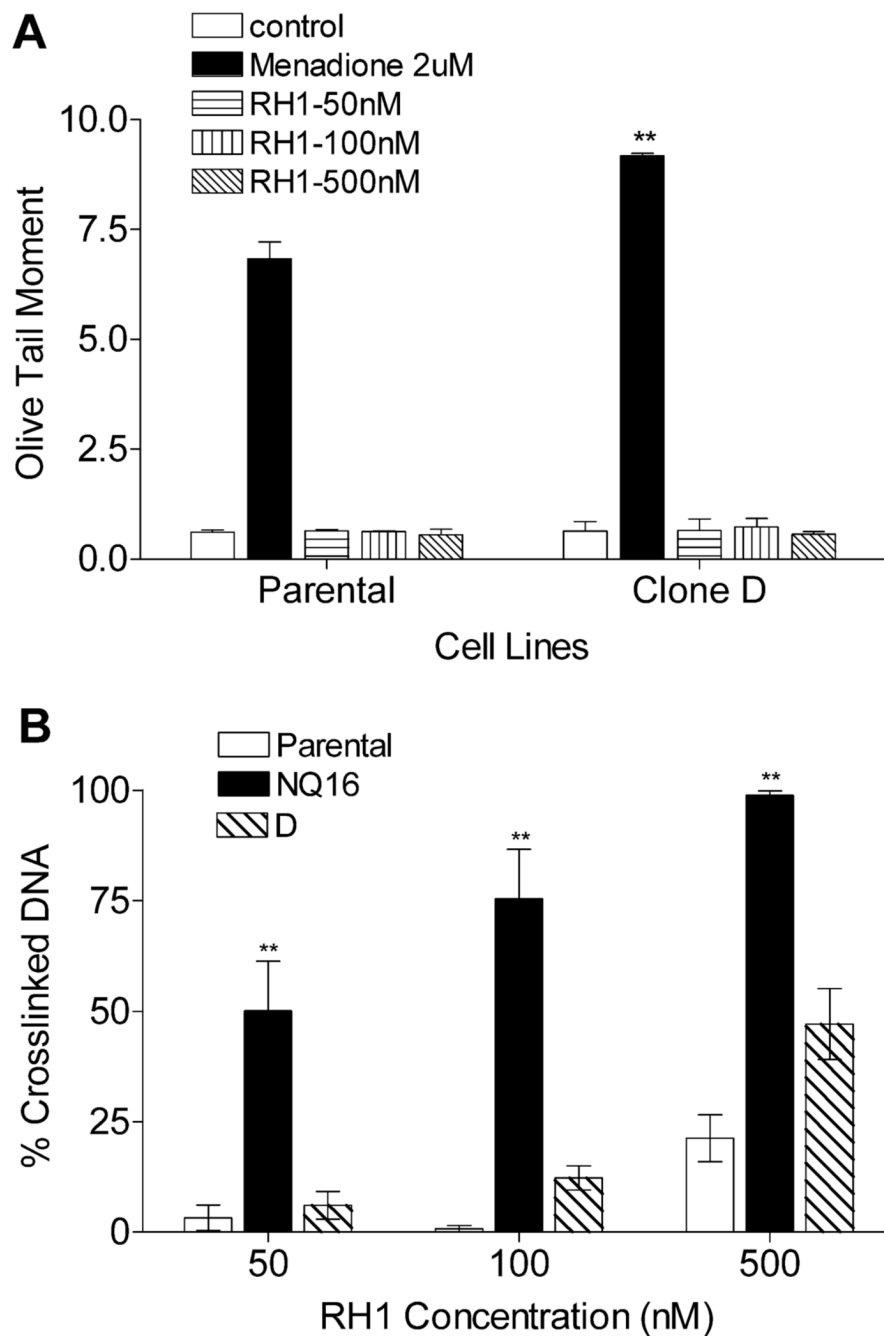 A
control
Menadione 2uM
RH1-50nM
RH1-100nM
RH1-500nM
Olive Tail Moment
10.0
7.5
5.0
2.5
0.0
**
Parental
Clone D
Cell Lines
B
Parental
NQ16
D
% Crosslinked DNA
100
75
50
25
0
**
**
**
50
100
500
RH1 Concentration (nM)